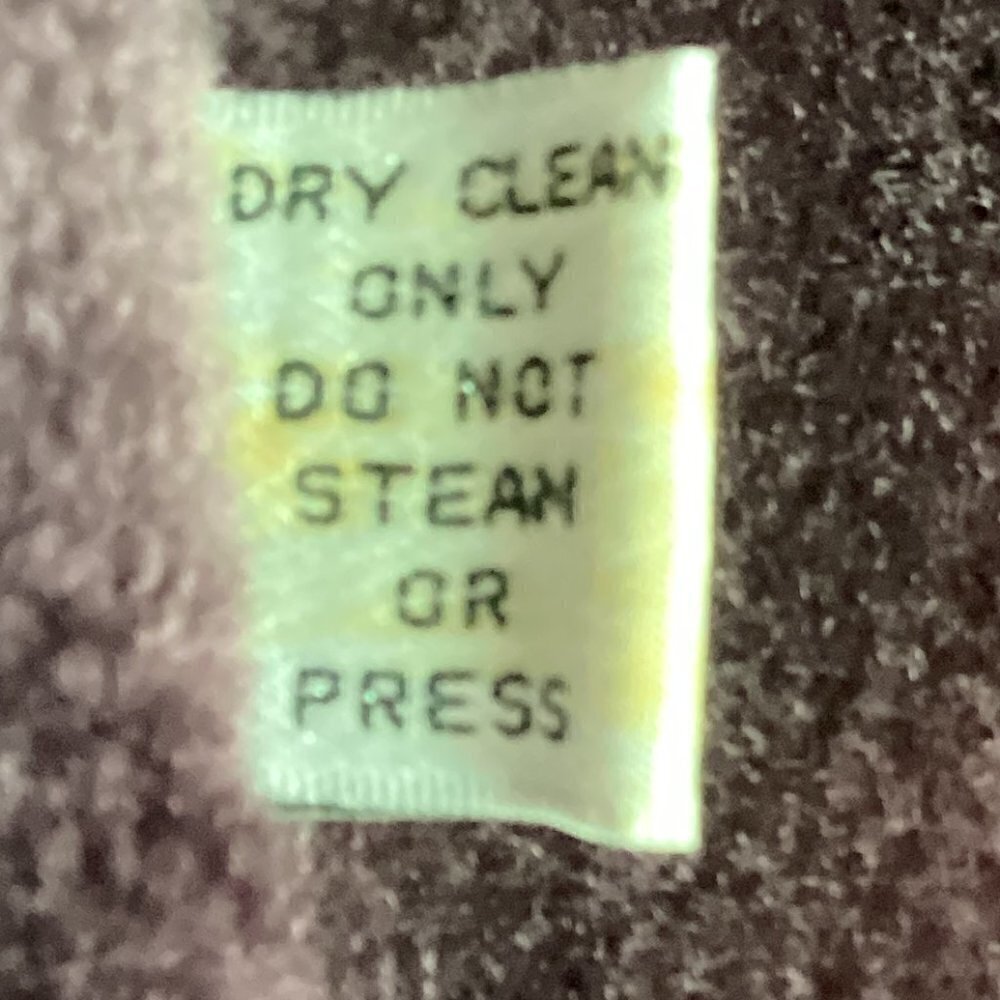 DRY CLEAN
ONLY
DO NOT
STEAM
OR
PRESS